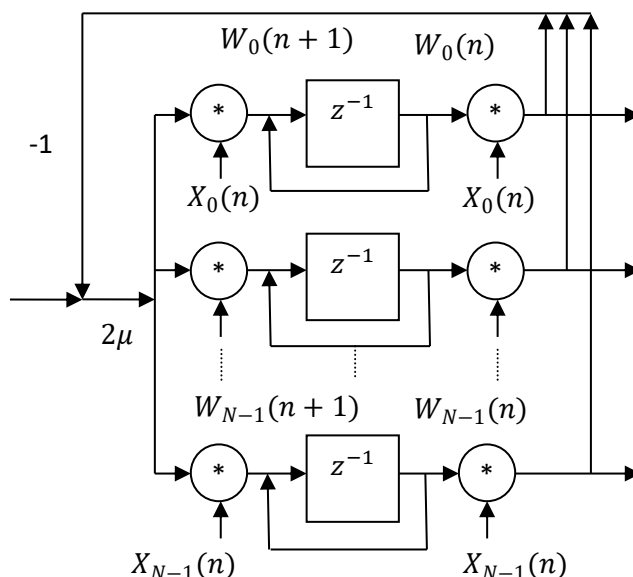 W_0(n + 1) W_0(n)
* z^{-1} *
-1
X_0(n) X_0(n)
* z^{-1} *
2μ
W_{N-1}(n + 1) W_{N-1}(n)
* z^{-1} *
X_{N-1}(n) X_{N-1}(n)